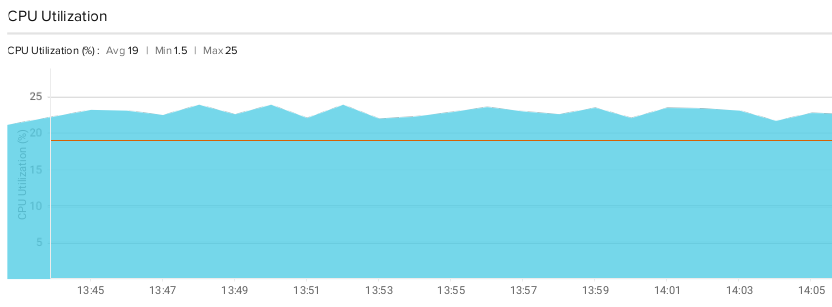 CPU Utilization
CPU Utilization (%) : Avg 19 | Min 1.5 | Max 25
CPU Utilization (%)
25
20
15
10
5
13:45 13:47 13:49 13:51 13:53 13:55 13:57 13:59 14:01 14:03 14:05